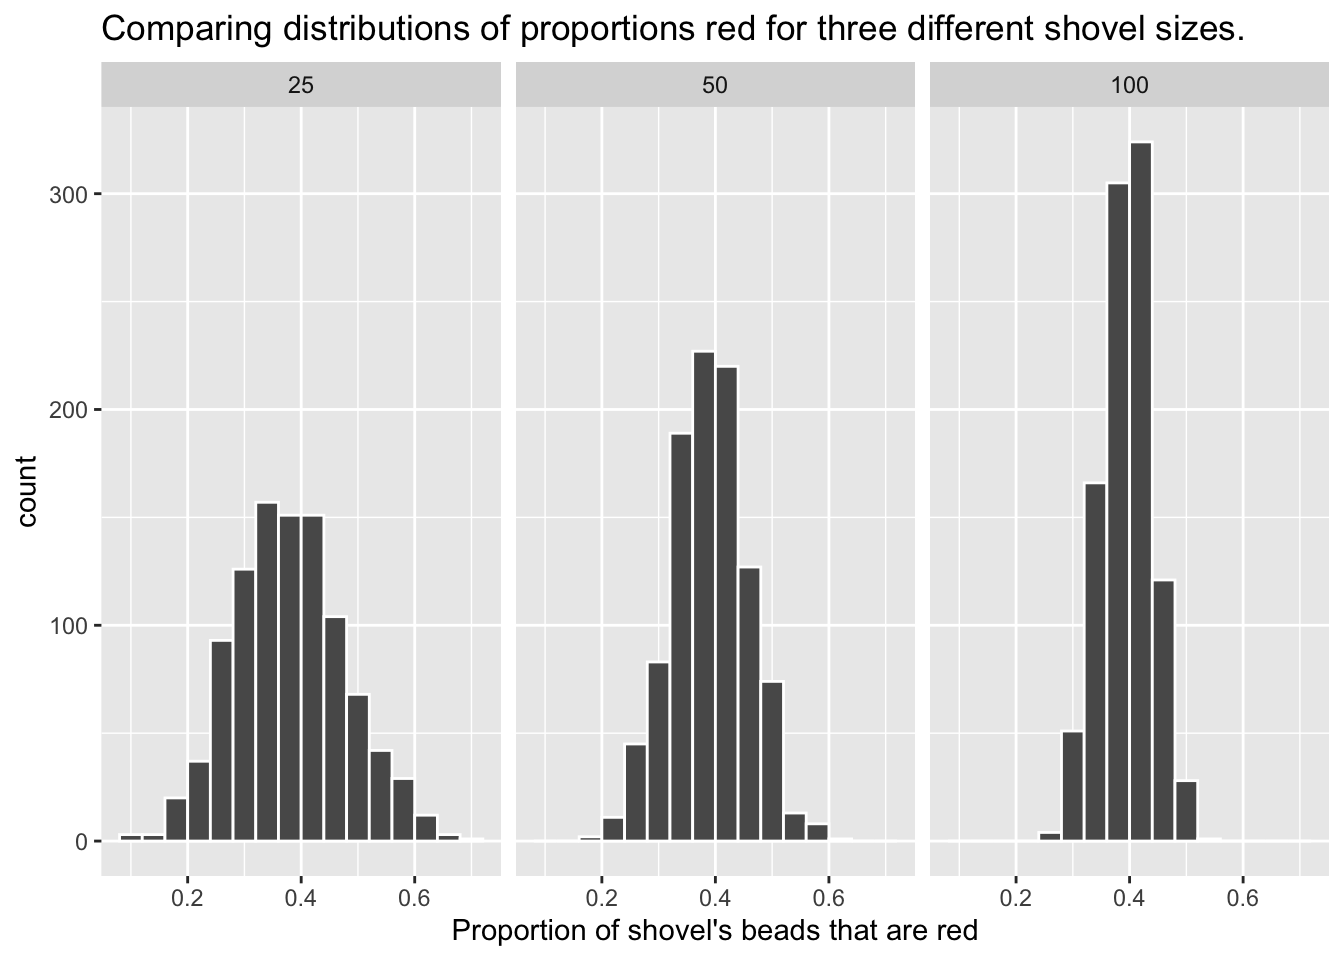 Comparing distributions of proportions red for three different shovel sizes.
25 50 100
300
200
100
0
count
0.2 0.4 0.6 0.2 0.4 0.6 0.2 0.4 0.6
Proportion of shovel's beads that are red